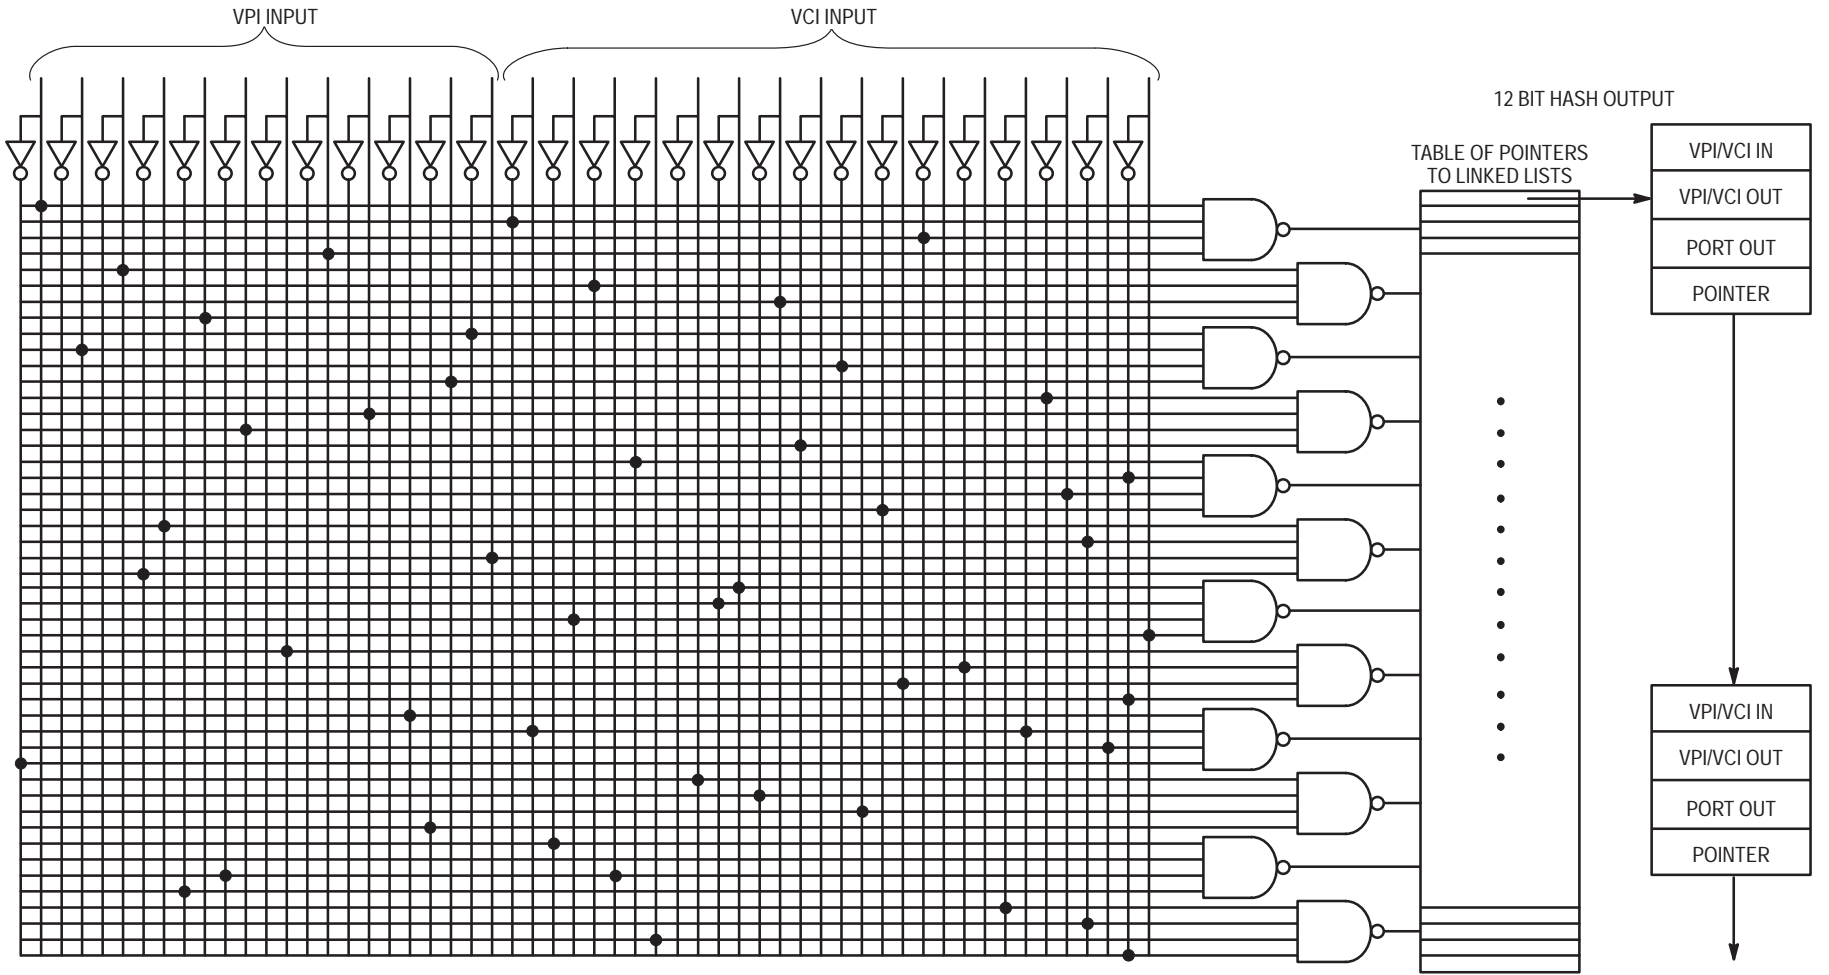 VPI INPUT
VCI INPUT
12 BIT HASH OUTPUT
TABLE OF POINTERS
TO LINKED LISTS
VPI/VCI IN
VPI/VCI OUT
PORT OUT
POINTER
VPI/VCI IN
VPI/VCI OUT
PORT OUT
POINTER